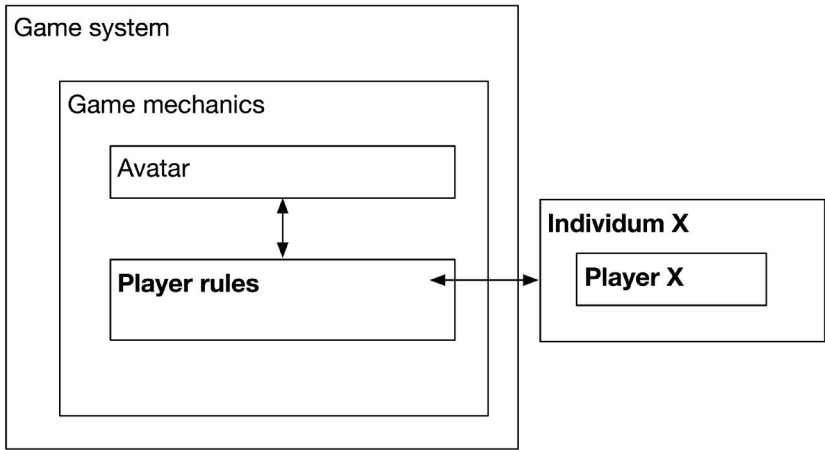 Game system
Game mechanics
Avatar
Player rules
Individum X
Player X